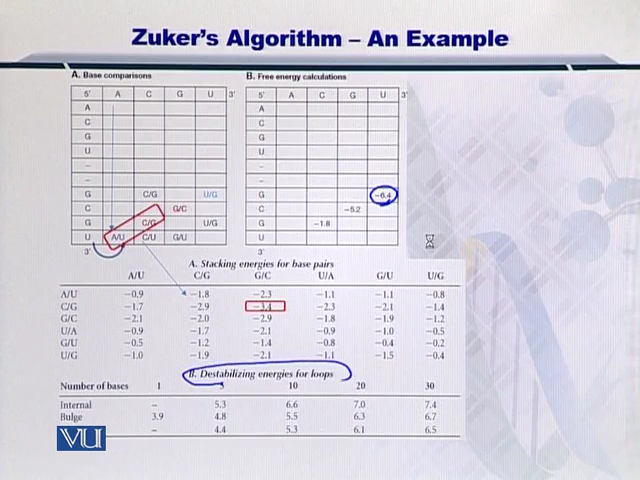 Zuker's Algorithm – An Example
A. Base comparisons
B. Free energy calculations
5' A C G U 3'
5' A C G U 3'
A
A
C
C
G
G
U
U
–
–
–
–
G C/G U/G
G –6.4
C G/C
C –5.2
G C/G U/G
G –1.8
U A/U C/U G/U
U
3'
3'
A. Stacking energies for base pairs
A/U C/G G/C U/A G/U U/G
A/U –0.9 –1.8 –2.3 –1.1 –1.1 –0.8
C/G –1.7 –2.9 –3.4 –2.3 –2.1 –1.4
G/C –2.1 –2.0 –2.9 –1.8 –1.9 –1.2
U/A –0.9 –1.7 –2.1 –0.9 –1.0 –0.5
G/U –0.5 –1.2 –1.4 –0.8 –0.4 –0.2
U/G –1.0 –1.9 –2.1 –1.1 –1.5 –0.4
B. Destabilizing energies for loops
Number of bases 1 5 10 20 30
Internal – 5.3 6.6 7.0 7.4
Bulge 3.9 4.8 5.5 6.3 6.7
– 4.4 5.3 6.1 6.5
VU